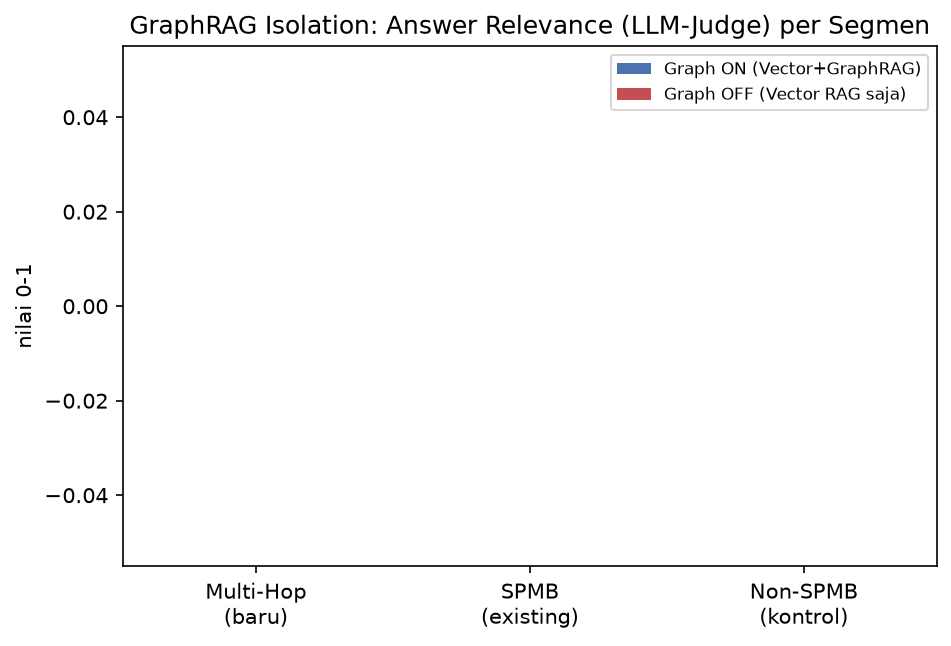 GraphRAG Isolation: Answer Relevance (LLM-Judge) per Segmen
Graph ON (Vector+GraphRAG)
Graph OFF (Vector RAG saja)
0.04
0.02
0.00
−0.02
−0.04
nilai 0-1
Multi-Hop
(baru)
SPMB
(existing)
Non-SPMB
(kontrol)